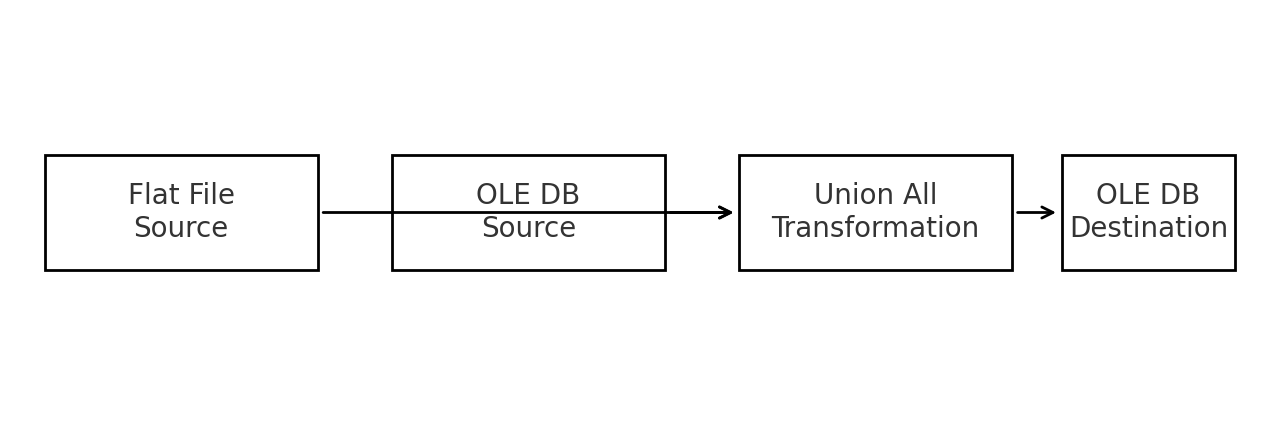 Flat File
Source
OLE DB
Source
Union All
Transformation
OLE DB
Destination